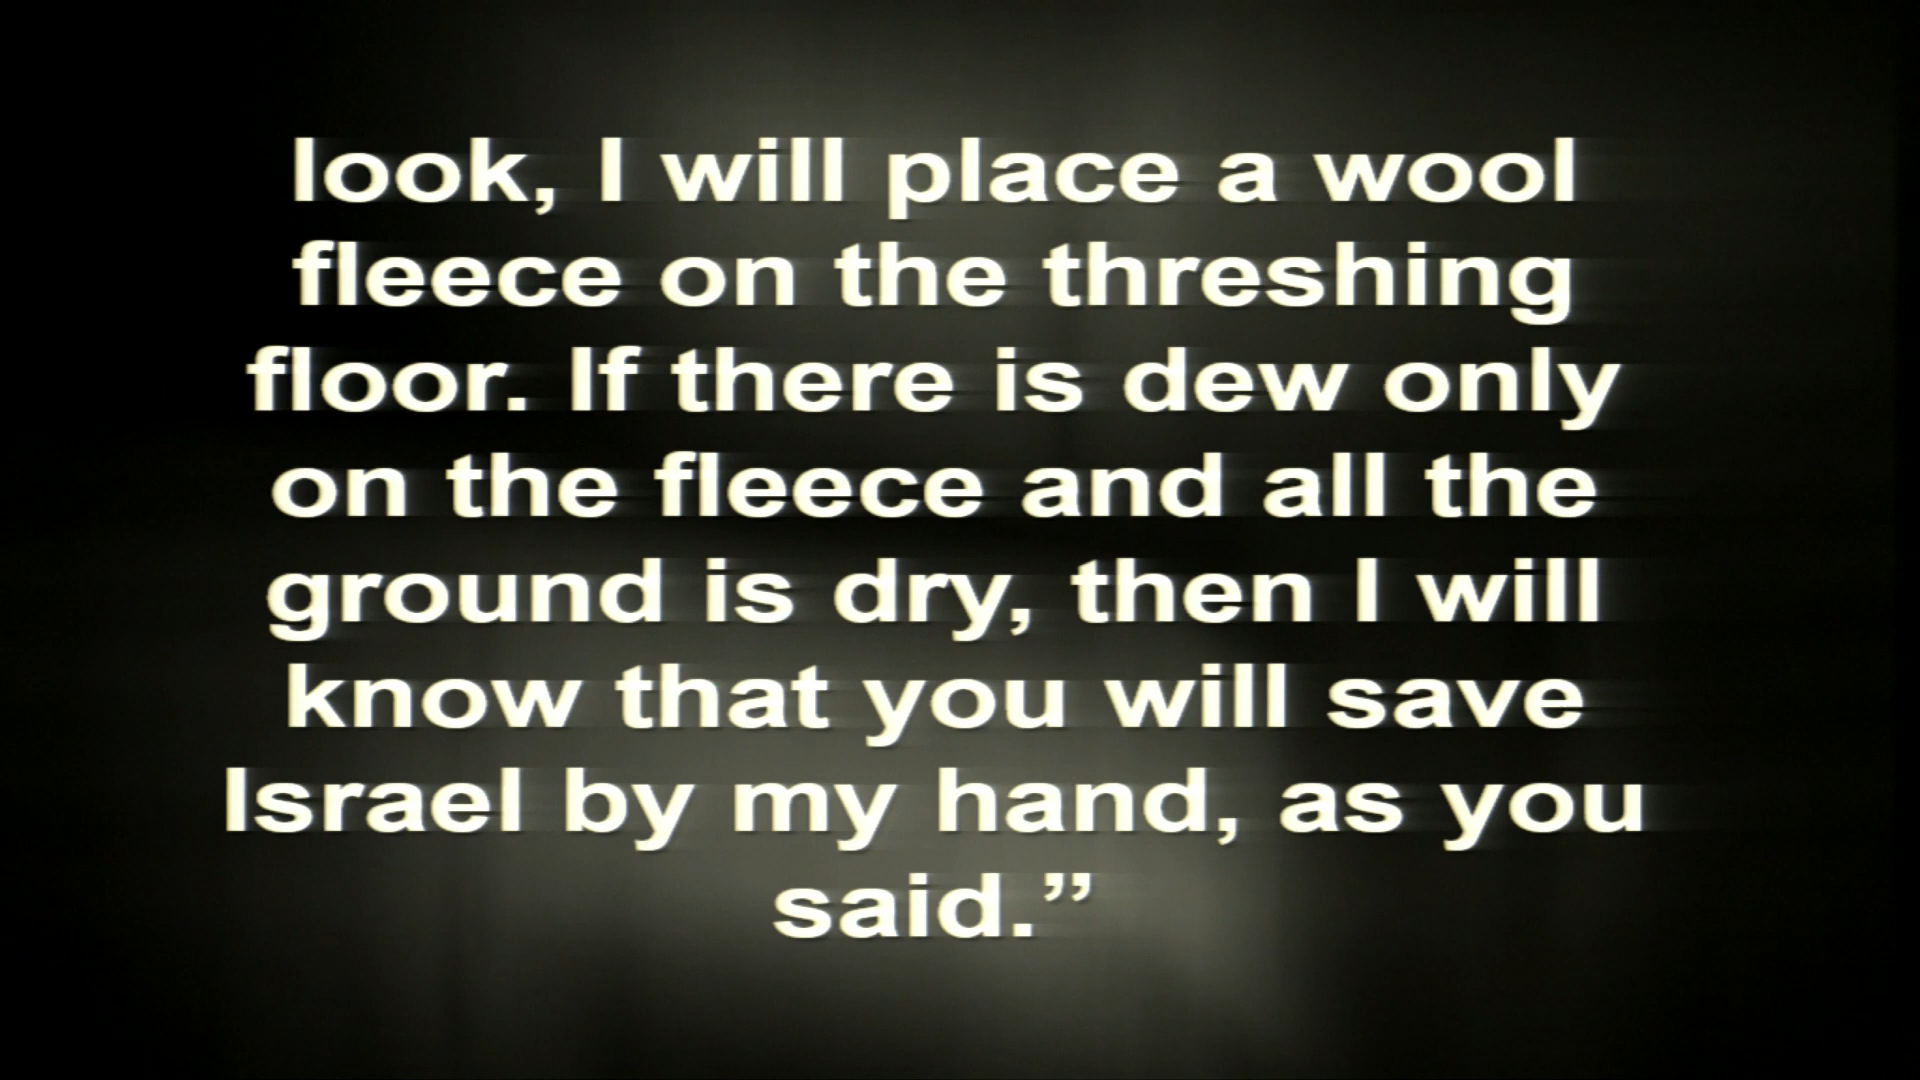 look, I will place a wool
fleece on the threshing
floor. If there is dew only
on the fleece and all the
ground is dry, then I will
know that you will save
Israel by my hand, as you
said.”